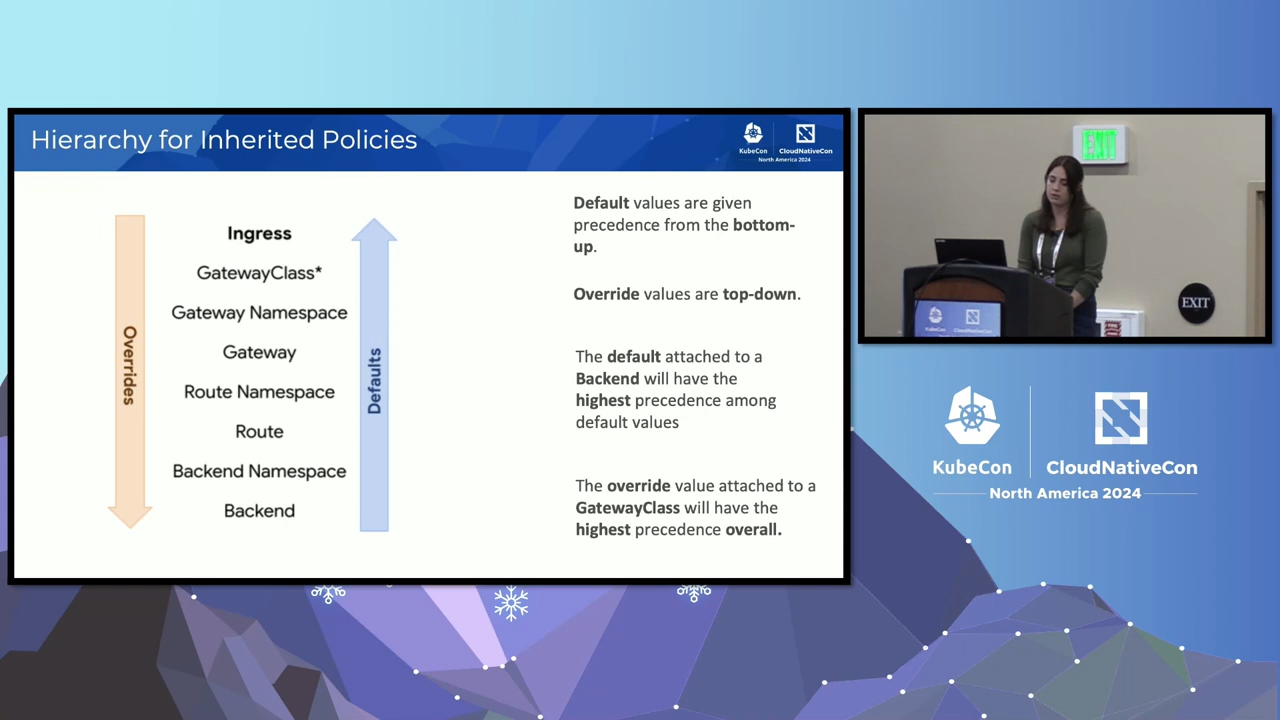 Hierarchy for Inherited Policies
KubeCon
CloudNativeCon
North America 2024
Overrides
Ingress
GatewayClass*
Gateway Namespace
Gateway
Route Namespace
Route
Backend Namespace
Backend
Defaults
Default values are given
precedence from the bottom-
up.
Override values are top-down.
The default attached to a
Backend will have the
highest precedence among
default values
The override value attached to a
GatewayClass will have the
highest precedence overall.
EXIT
EXIT
KubeCon
CloudNativeCon
KubeCon
CloudNativeCon
North America 2024